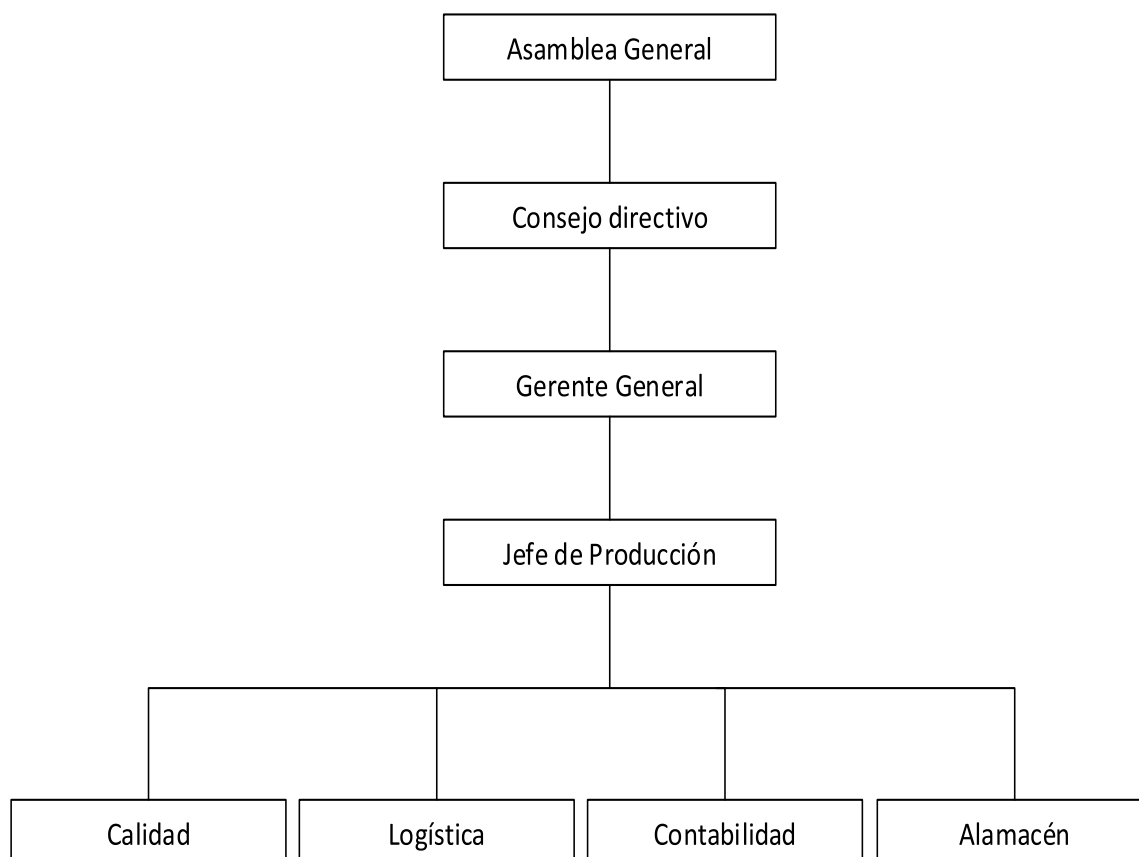 Asamblea General
Consejo directivo
Gerente General
Jefe de Producción
Calidad
Logística
Contabilidad
Alamacén